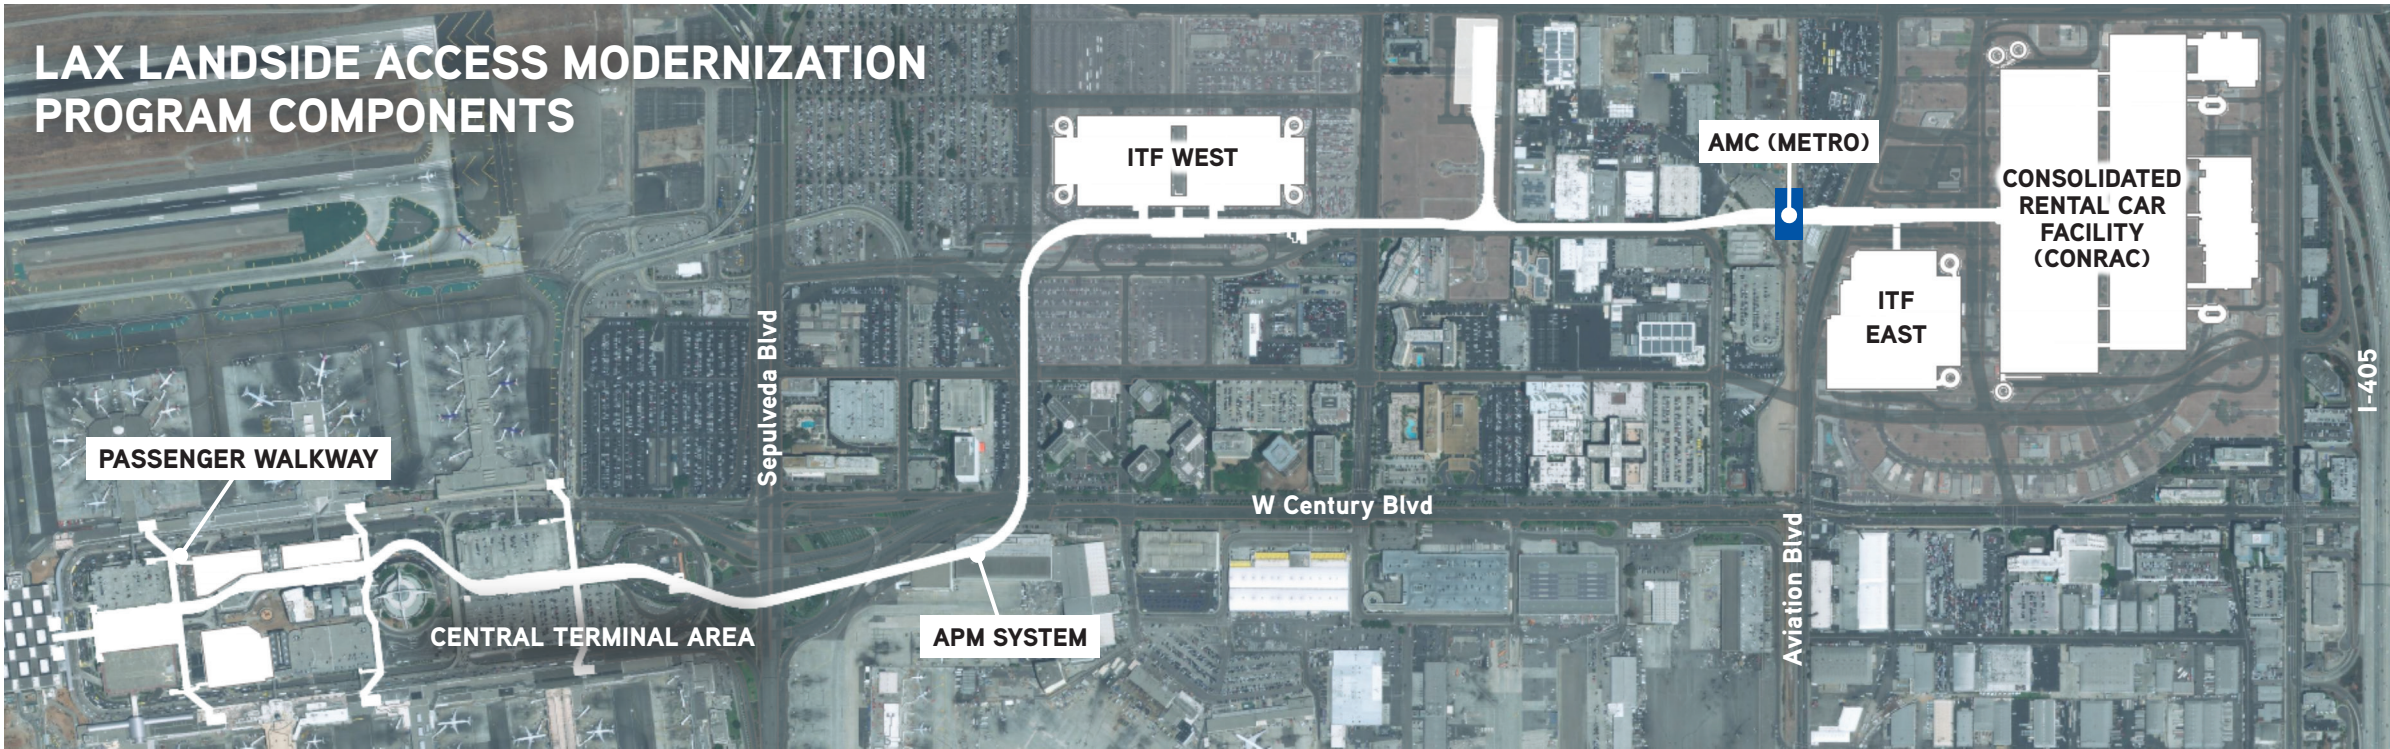 LAX LANDSIDE ACCESS MODERNIZATION
PROGRAM COMPONENTS
ITF WEST
AMC (METRO)
CONSOLIDATED
RENTAL CAR
FACILITY
(CONRAC)
ITF
EAST
Sepulveda Blvd
I-405
PASSENGER WALKWAY
W Century Blvd
Aviation Blvd
CENTRAL TERMINAL AREA
APM SYSTEM